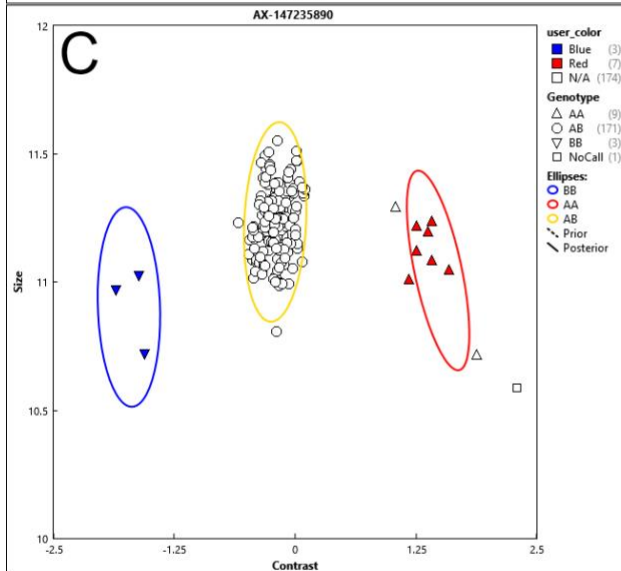 AX-147235890
C
12
11.5
11
10.5
10
Size
-2.5 -1.25 0 1.25 2.5
Contrast
user_color
Blue (3)
Red (7)
N/A (174)
Genotype
AA (9)
AB (171)
BB (3)
NoCall (1)
Ellipses:
BB
AA
AB
Prior
Posterior